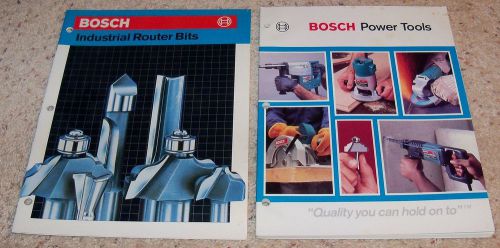 BOSCH
Industrial Router Bits
BOSCH Power Tools
"Quality you can hold on to"